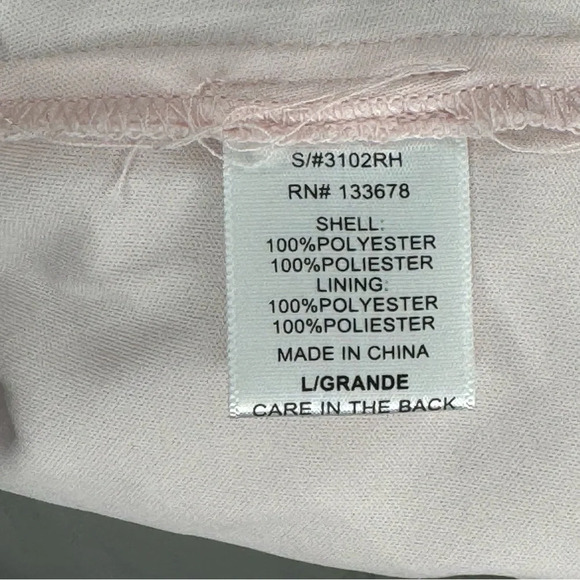 S/#3102RH
RN# 133678
SHELL:
100%POLYESTER
100%POLIESTER
LINING:
100%POLYESTER
100%POLIESTER
MADE IN CHINA
L/GRANDE
CARE IN THE BACK